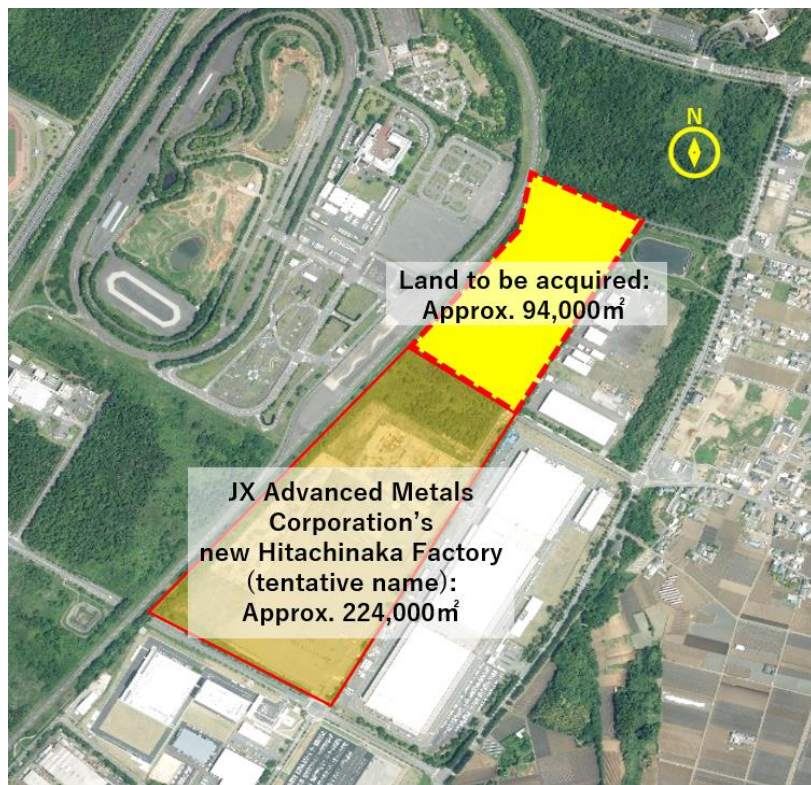 N
Land to be acquired:
Approx. 94,000㎡
JX Advanced Metals
Corporation’s
new Hitachinaka Factory
(tentative name):
Approx. 224,000㎡